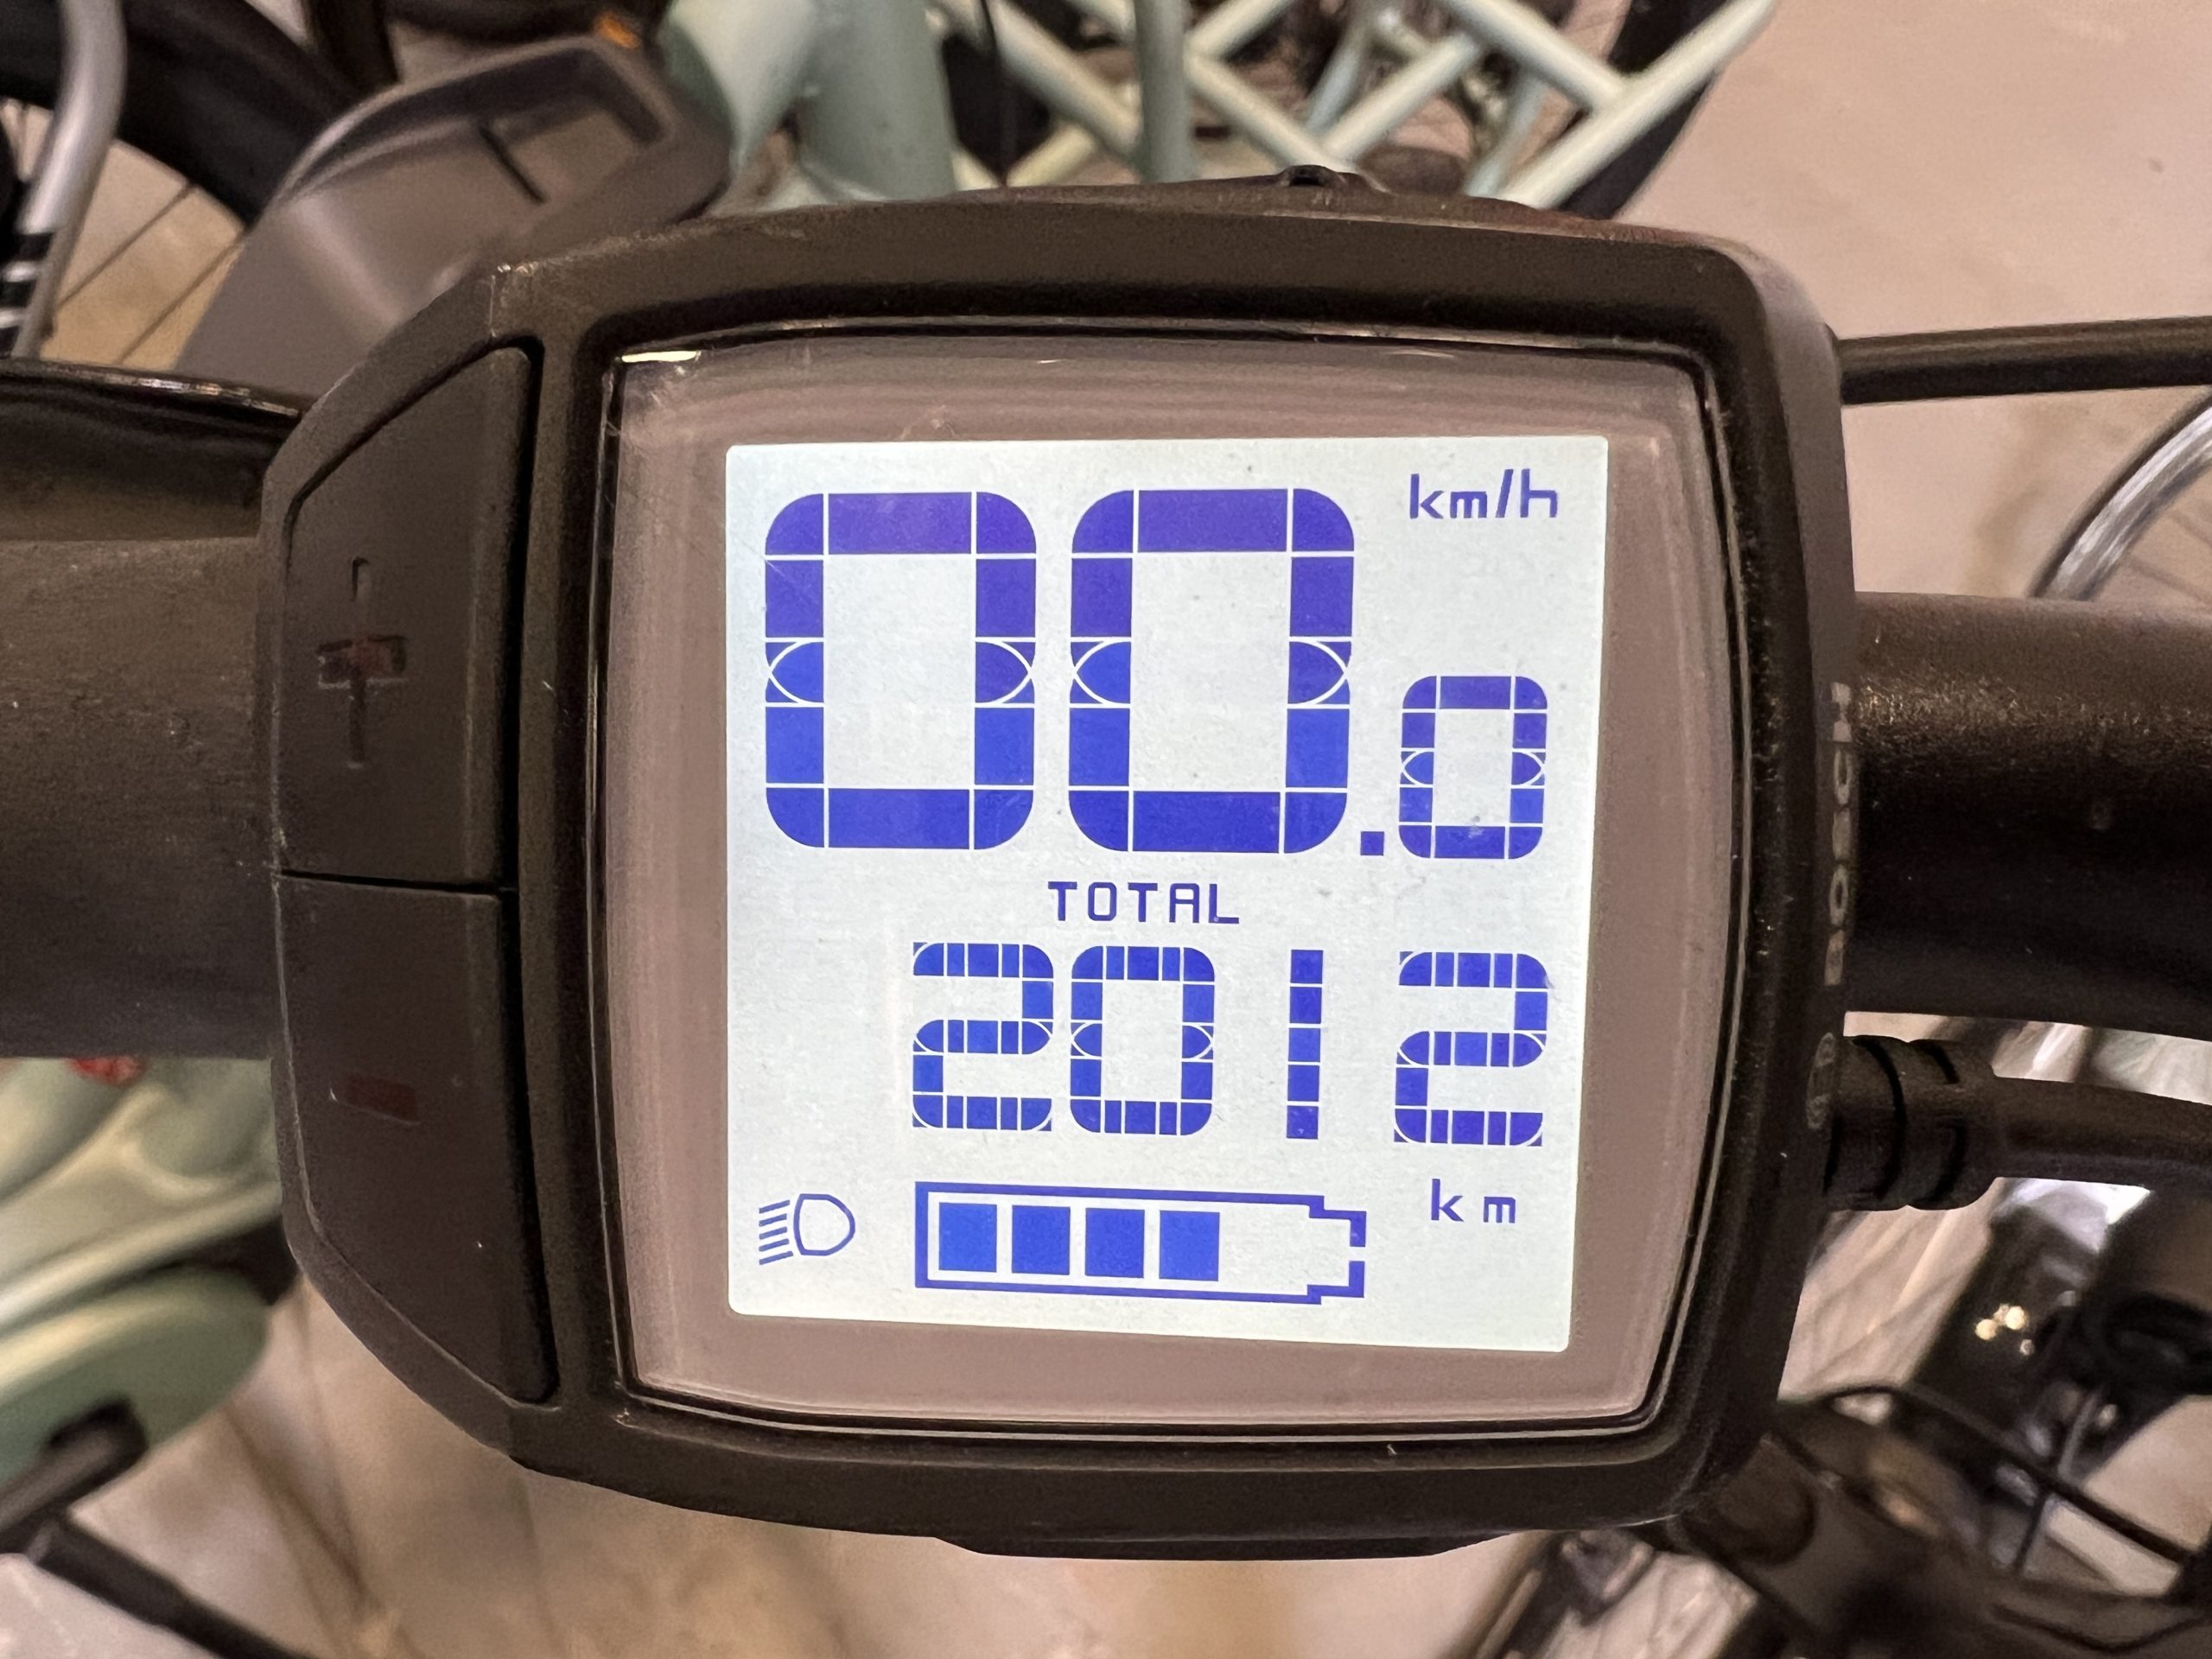 km/h
00.0
TOTAL
2012
km
BOSCH